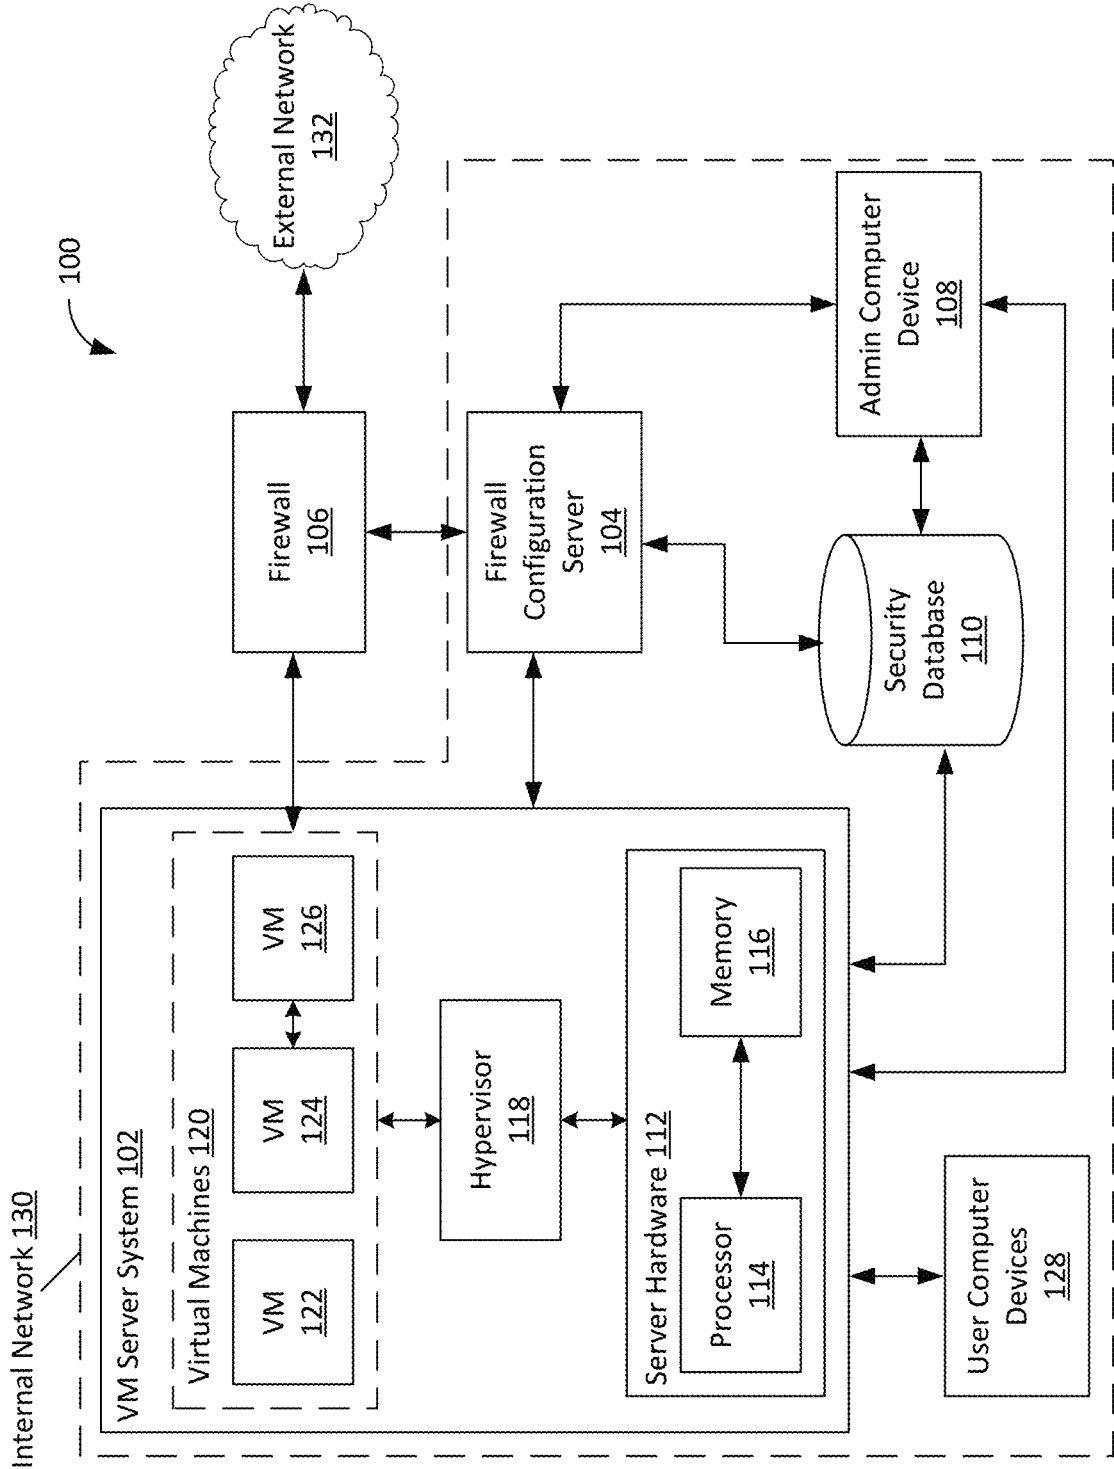 Internal Network 130
VM Server System 102
Virtual Machines 120
VM
122
VM
124
VM
126
Hypervisor
118
Server Hardware 112
Processor
114
Memory
116
User Computer
Devices
128
100
Firewall
106
External Network
132
Firewall
Configuration
Server
104
Security
Database
110
Admin Computer
Device
108